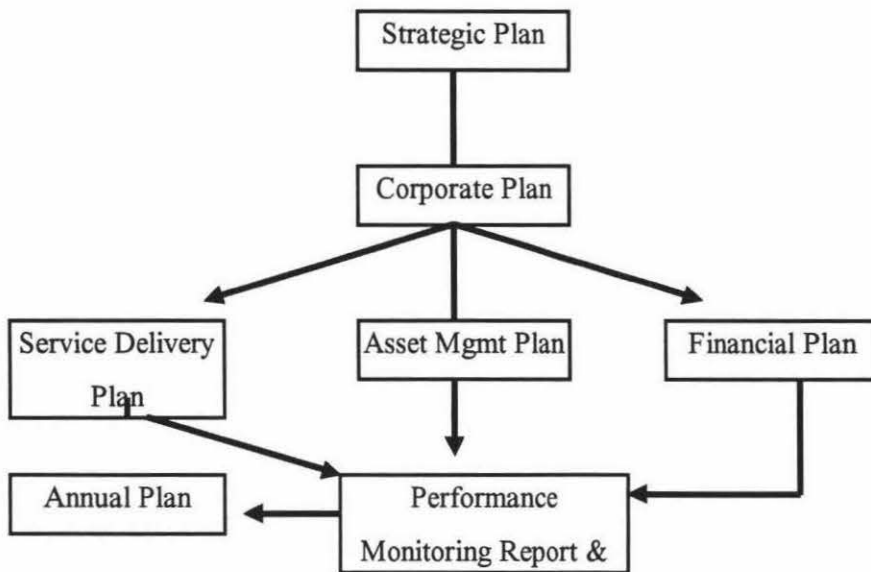 Strategic Plan
Corporate Plan
Service Delivery
Plan
Asset Mgmt Plan
Financial Plan
Annual Plan
Performance
Monitoring Report &